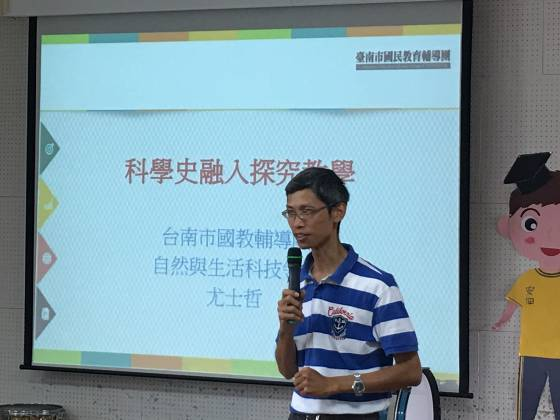 臺南市國民教育輔導團
科學史融入探究教學
台南市國教輔導
自然與生活科技
尤士哲
California